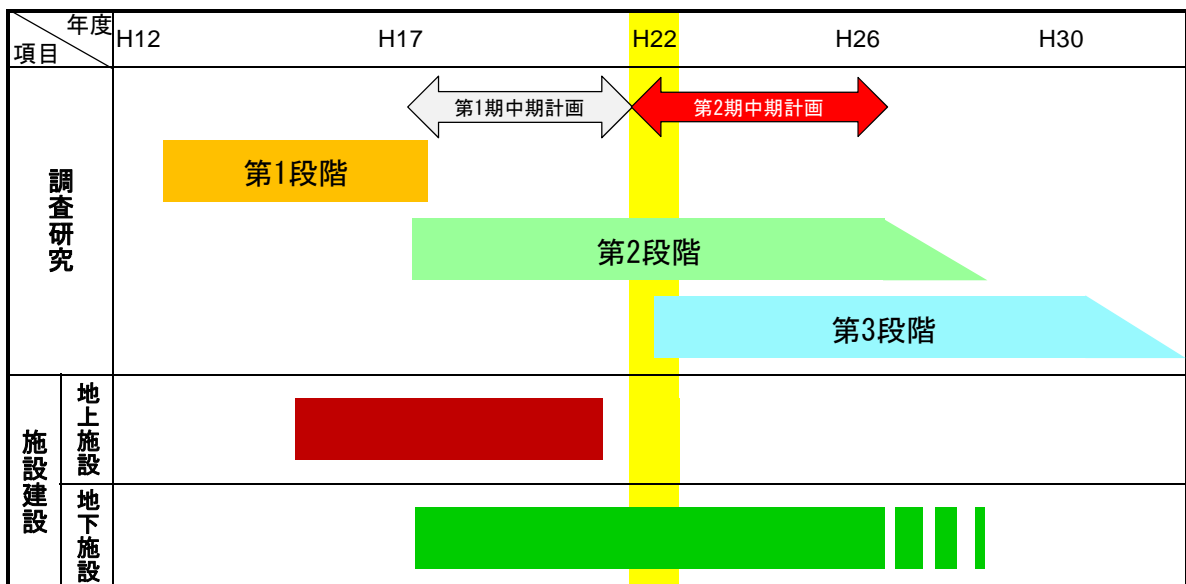 年度
項目
H12
H17
H22
H26
H30
第1期中期計画
第2期中期計画
調査研究
第1段階
第2段階
第3段階
施設建設
地上施設
地下施設